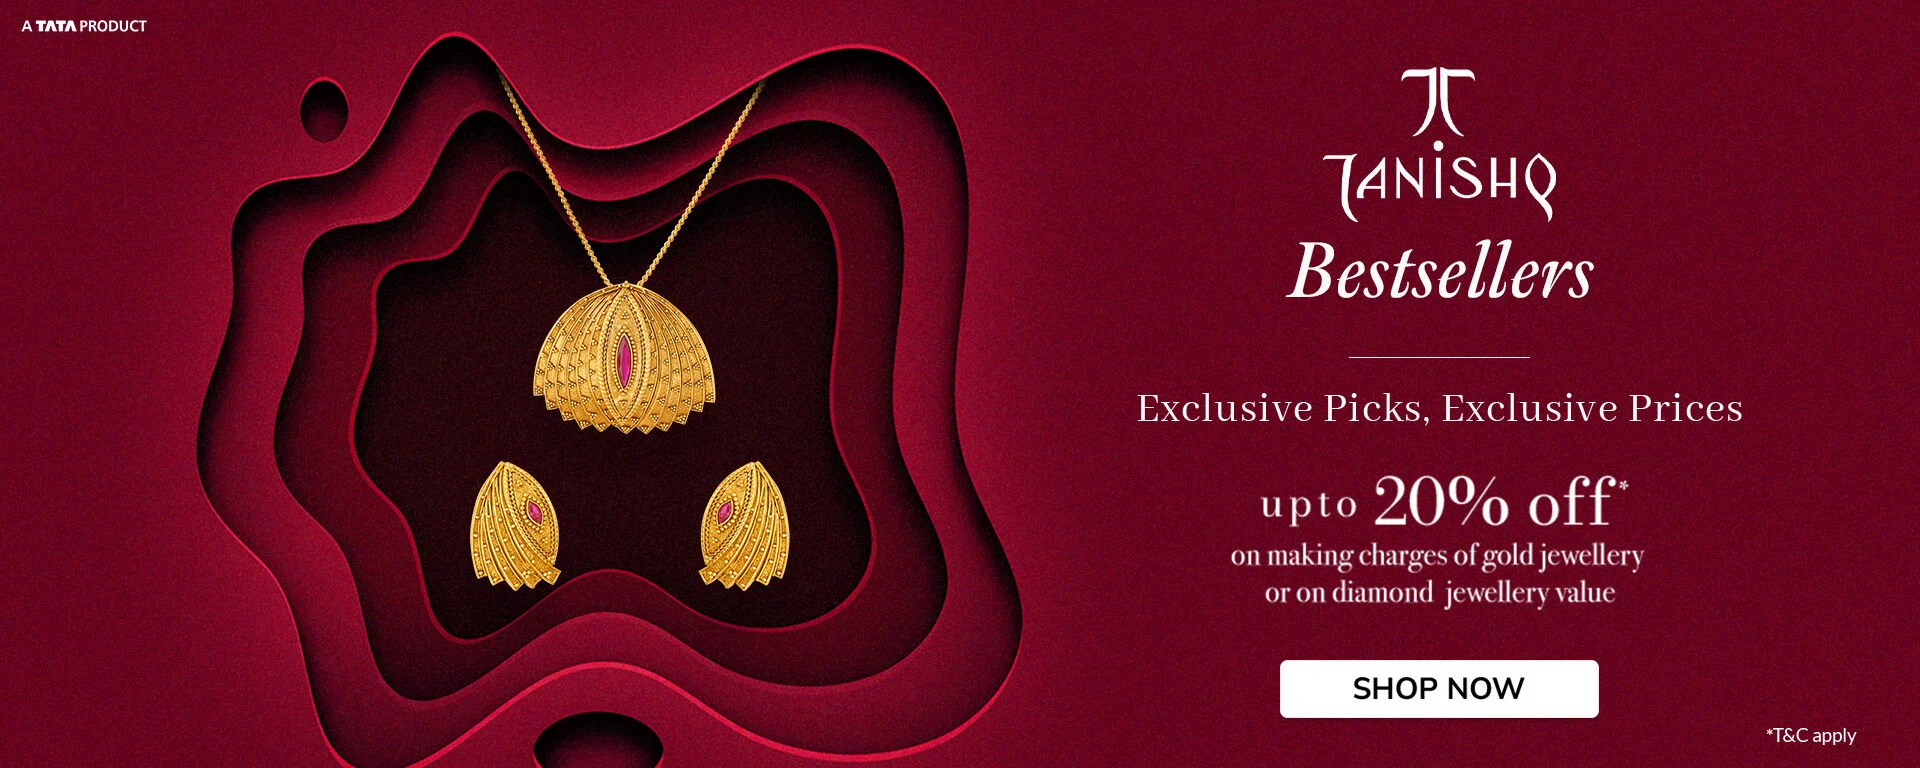 A TATA PRODUCT
TANiSHQ
Bestsellers
Exclusive Picks, Exclusive Prices
upto 20% off*
on making charges of gold jewellery
or on diamond jewellery value
SHOP NOW
*T&C apply